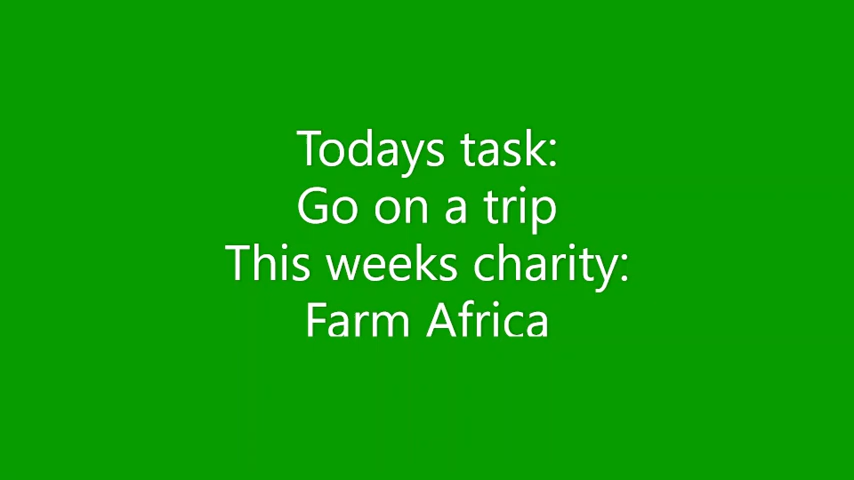 Todays task:
Go on a trip
This weeks charity:
Farm Africa